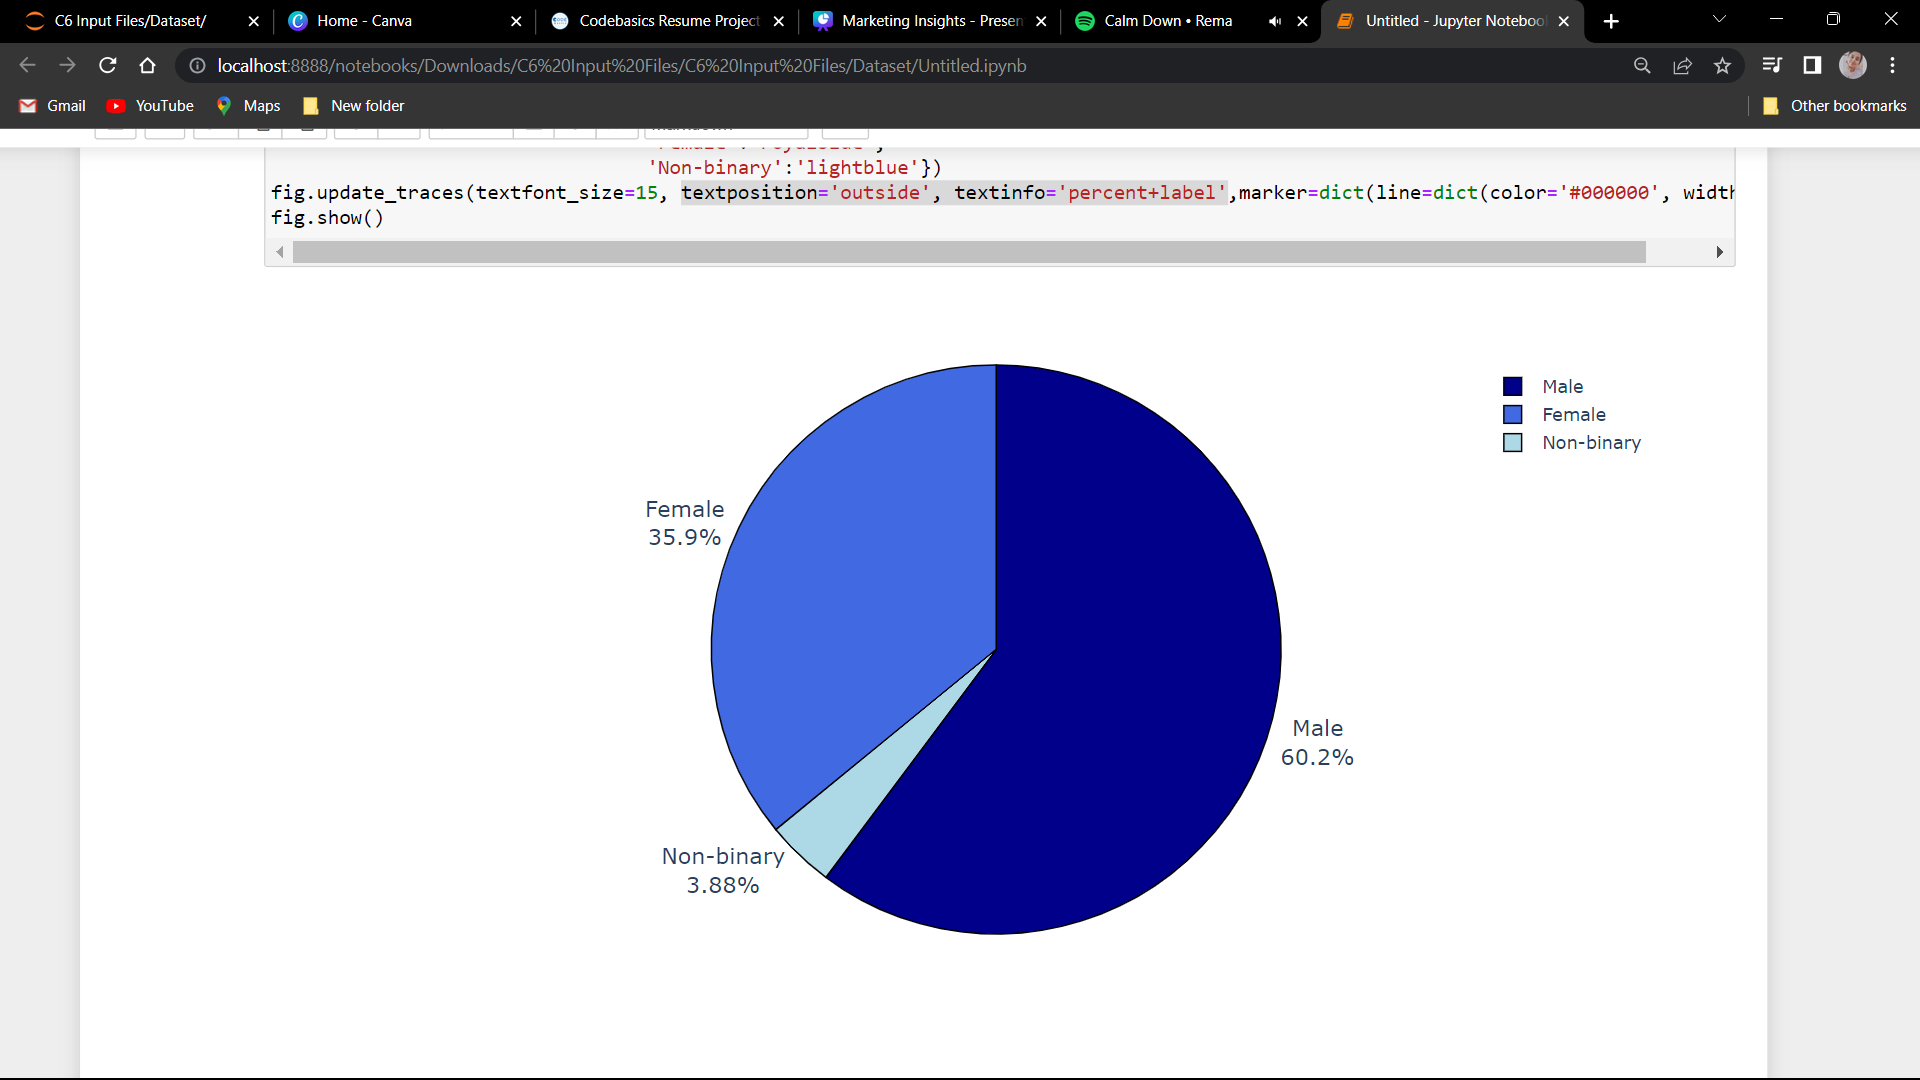 C6 Input Files/Dataset/
Home - Canva
Codebasics Resume Project
Marketing Insights - Presen
Calm Down • Rema
Untitled - Jupyter Notebook
localhost:8888/notebooks/Downloads/C6%20Input%20Files/C6%20Input%20Files/Dataset/Untitled.ipynb
Gmail
YouTube
Maps
New folder
Other bookmarks
'Non-binary':'lightblue'})
fig.update_traces(textfont_size=15, textposition='outside', textinfo='percent+label',marker=dict(line=dict(color='#000000', width
fig.show()
Male
Female
Non-binary
Female
35.9%
Male
60.2%
Non-binary
3.88%